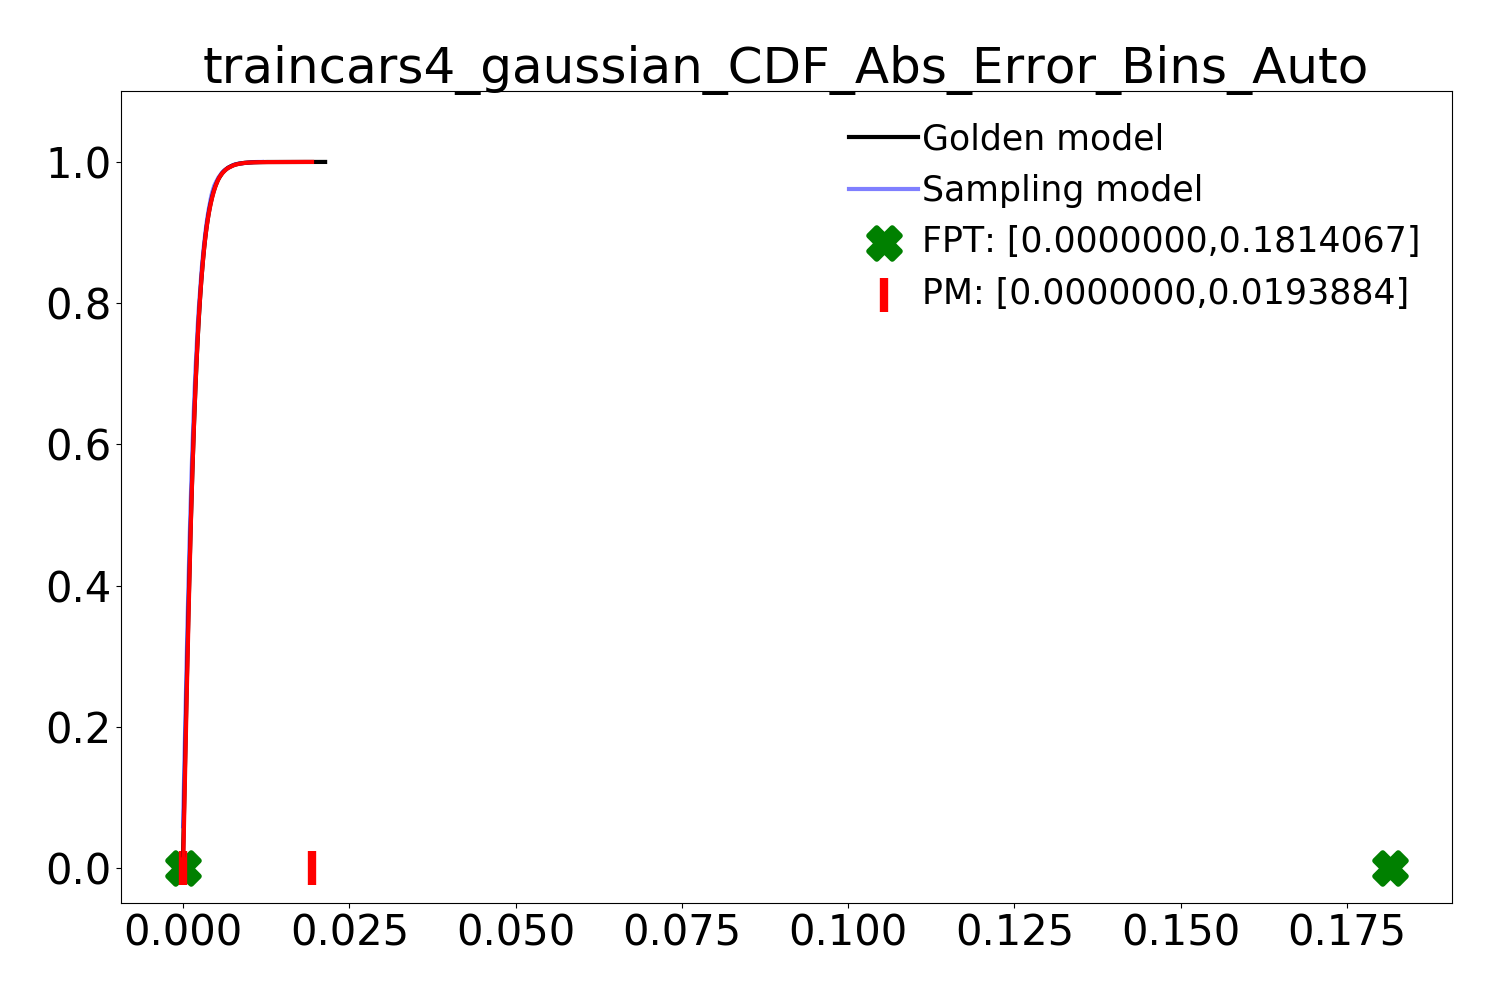 traincars4_gaussian_CDF_Abs_Error_Bins_Auto
Golden model
Sampling model
FPT: [0.0000000,0.1814067]
PM: [0.0000000,0.0193884]
1.0
0.8
0.6
0.4
0.2
0.0
0.000 0.025 0.050 0.075 0.100 0.125 0.150 0.175